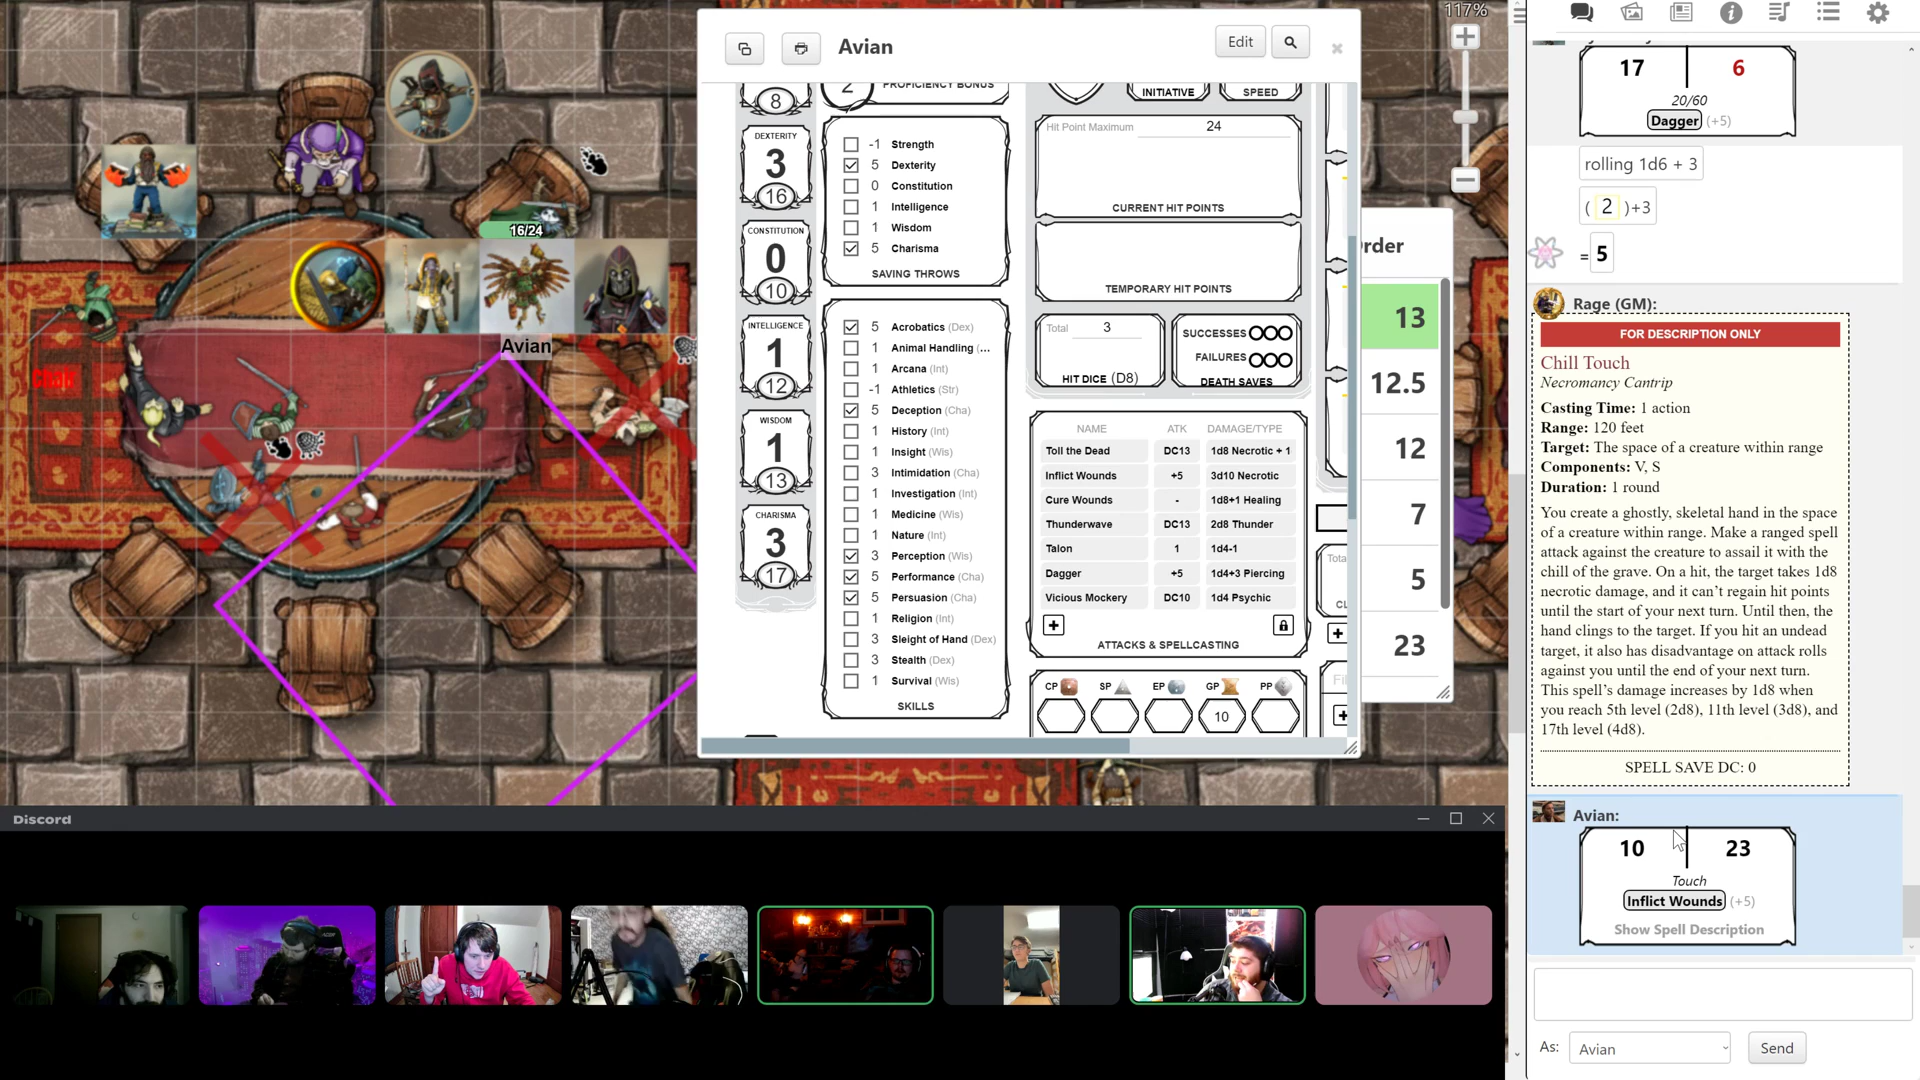 117%
Avian
Edit
8
2
PROFICIENCY BONUS
INITIATIVE
SPEED
DEXTERITY
3
16
CONSTITUTION
0
10
INTELLIGENCE
1
12
WISDOM
1
13
CHARISMA
3
17
-1 Strength
5 Dexterity
0 Constitution
1 Intelligence
1 Wisdom
5 Charisma
SAVING THROWS
5 Acrobatics (Dex)
1 Animal Handling (...
1 Arcana (Int)
-1 Athletics (Str)
5 Deception (Cha)
1 History (Int)
1 Insight (Wis)
3 Intimidation (Cha)
1 Investigation (Int)
1 Medicine (Wis)
1 Nature (Int)
3 Perception (Wis)
5 Performance (Cha)
5 Persuasion (Cha)
1 Religion (Int)
3 Sleight of Hand (Dex)
3 Stealth (Dex)
1 Survival (Wis)
SKILLS
Hit Point Maximum 24
CURRENT HIT POINTS
TEMPORARY HIT POINTS
Total 3
HIT DICE (D8)
SUCCESSES
FAILURES
DEATH SAVES
NAME ATK DAMAGE/TYPE
Toll the Dead DC13 1d8 Necrotic + 1
Inflict Wounds +5 3d10 Necrotic
Cure Wounds - 1d8+1 Healing
Thunderwave DC13 2d8 Thunder
Talon 1 1d4-1
Dagger +5 1d4+3 Piercing
Vicious Mockery DC10 1d4 Psychic
ATTACKS & SPELLCASTING
CP SP EP GP PP
10
Tota
CL
rder
13
12.5
12
7
5
23
16/24
Avian
17 6
20/60
Dagger (+5)
rolling 1d6 + 3
( 2 )+3
= 5
Rage (GM):
FOR DESCRIPTION ONLY
Chill Touch
Necromancy Cantrip
Casting Time: 1 action
Range: 120 feet
Target: The space of a creature within range
Components: V, S
Duration: 1 round
You create a ghostly, skeletal hand in the space
of a creature within range. Make a ranged spell
attack against the creature to assail it with the
chill of the grave. On a hit, the target takes 1d8
necrotic damage, and it can’t regain hit points
until the start of your next turn. Until then, the
hand clings to the target. If you hit an undead
target, it also has disadvantage on attack rolls
against you until the end of your next turn.
This spell’s damage increases by 1d8 when
you reach 5th level (2d8), 11th level (3d8), and
17th level (4d8).
SPELL SAVE DC: 0
Avian:
10 23
Touch
Inflict Wounds (+5)
Show Spell Description
As: Avian Send
Discord